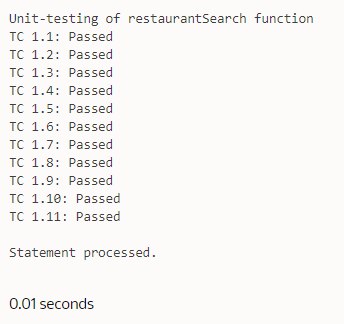 Unit-testing of restaurantSearch function
TC 1.1: Passed
TC 1.2: Passed
TC 1.3: Passed
TC 1.4: Passed
TC 1.5: Passed
TC 1.6: Passed
TC 1.7: Passed
TC 1.8: Passed
TC 1.9: Passed
TC 1.10: Passed
TC 1.11: Passed
Statement processed.
0.01 seconds